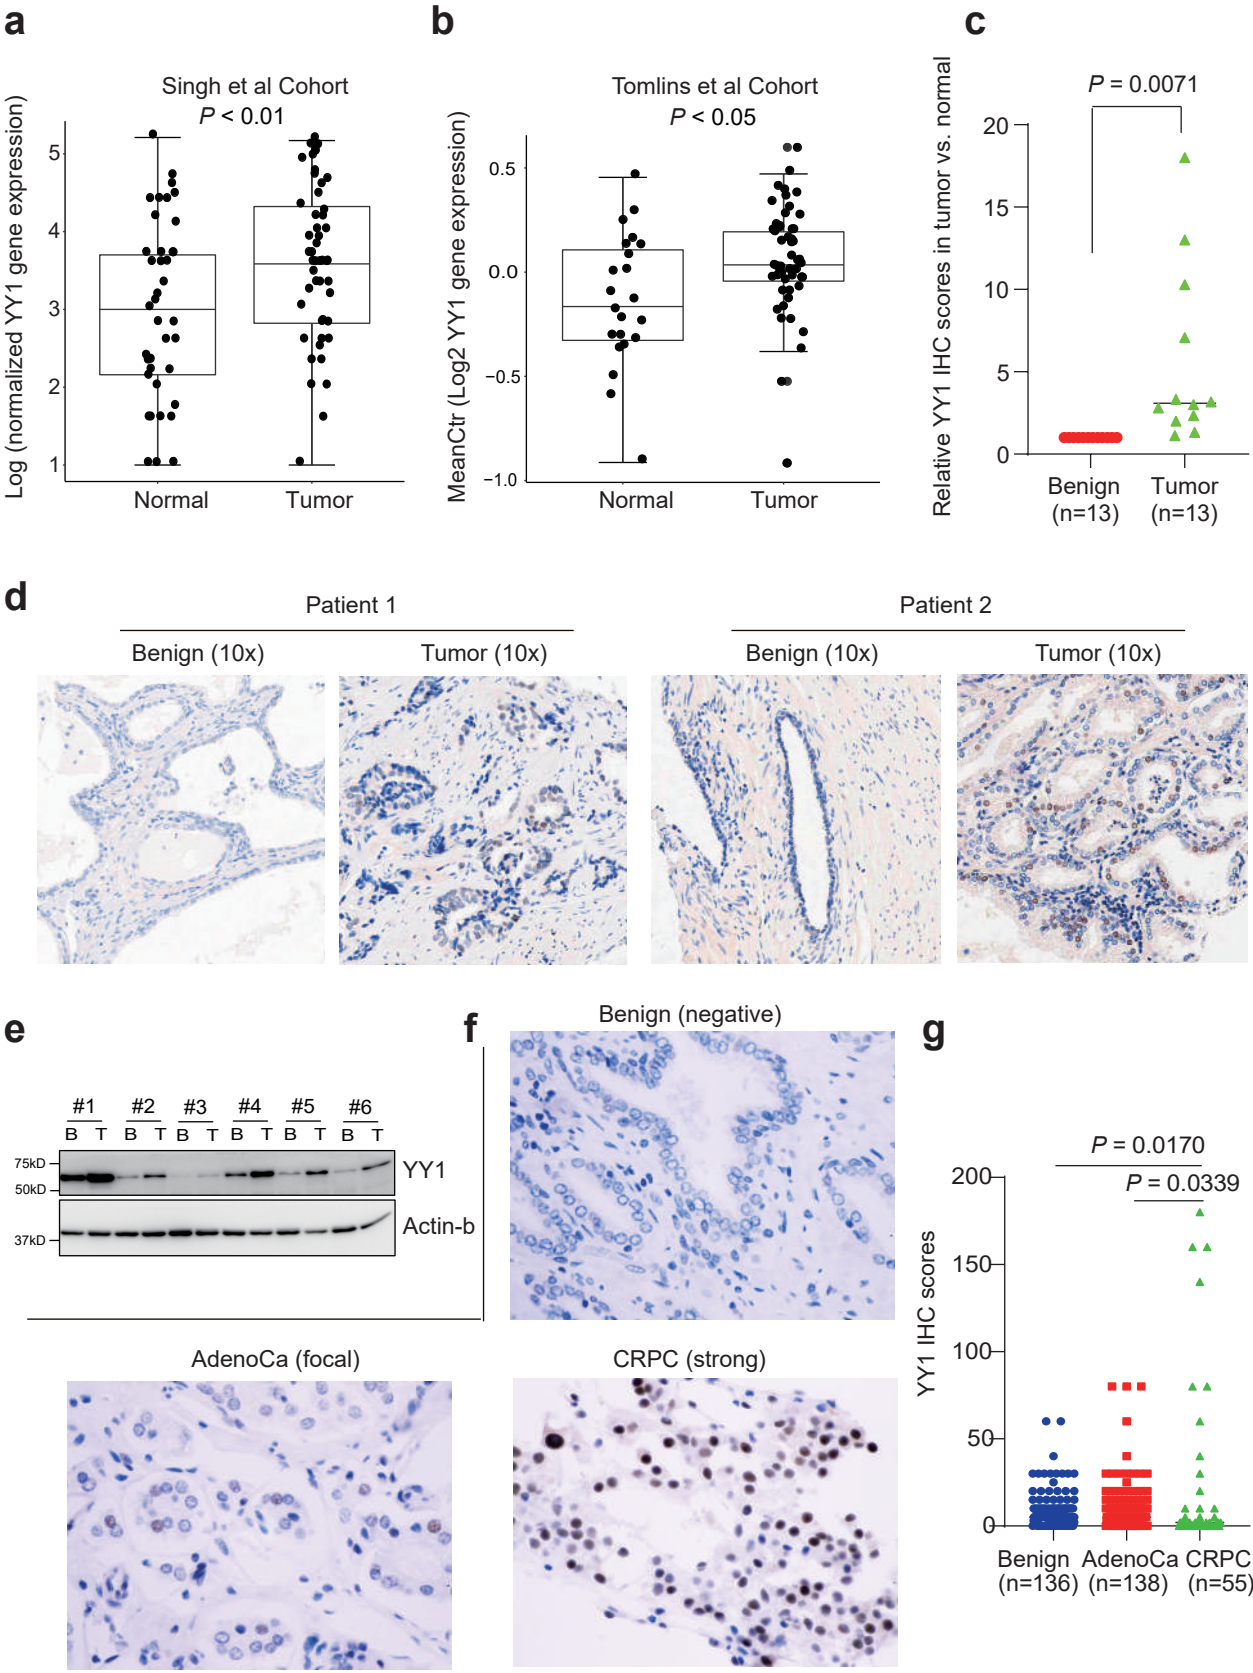 a
Singh et al Cohort
P < 0.01
Log (normalized YY1 gene expression)
5
4
3
2
1
Normal
Tumor
b
Tomlins et al Cohort
P < 0.05
MeanCtr (Log2 YY1 gene expression)
0.5
0.0
−0.5
−1.0
Normal
Tumor
c
P = 0.0071
Relative YY1 IHC scores in tumor vs. normal
20
15
10
5
0
Benign
(n=13)
Tumor
(n=13)
d
Patient 1
Patient 2
Benign (10x)
Tumor (10x)
Benign (10x)
Tumor (10x)
e
#1 #2 #3 #4 #5 #6
B T B T B T B T B T B T
75kD
50kD
YY1
37kD
Actin-b
f
Benign (negative)
AdenoCa (focal)
CRPC (strong)
g
P = 0.0170
P = 0.0339
YY1 IHC scores
200
150
100
50
0
Benign
(n=136)
AdenoCa
(n=138)
CRPC
(n=55)